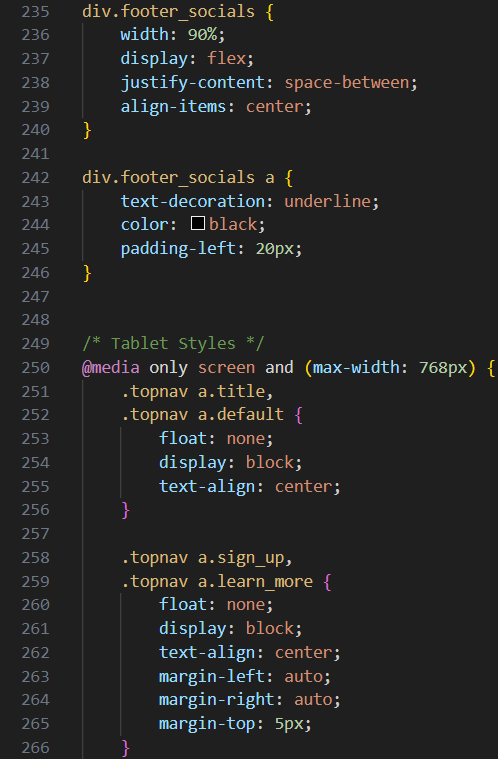 235 div.footer_socials {
236     width: 90%;
237     display: flex;
238     justify-content: space-between;
239     align-items: center;
240 }
241
242 div.footer_socials a {
243     text-decoration: underline;
244     color: black;
245     padding-left: 20px;
246 }
247
248
249 /* Tablet Styles */
250 @media only screen and (max-width: 768px) {
251     .topnav a.title,
252     .topnav a.default {
253         float: none;
254         display: block;
255         text-align: center;
256     }
257
258     .topnav a.sign_up,
259     .topnav a.learn_more {
260         float: none;
261         display: block;
262         text-align: center;
263         margin-left: auto;
264         margin-right: auto;
265         margin-top: 5px;
266     }